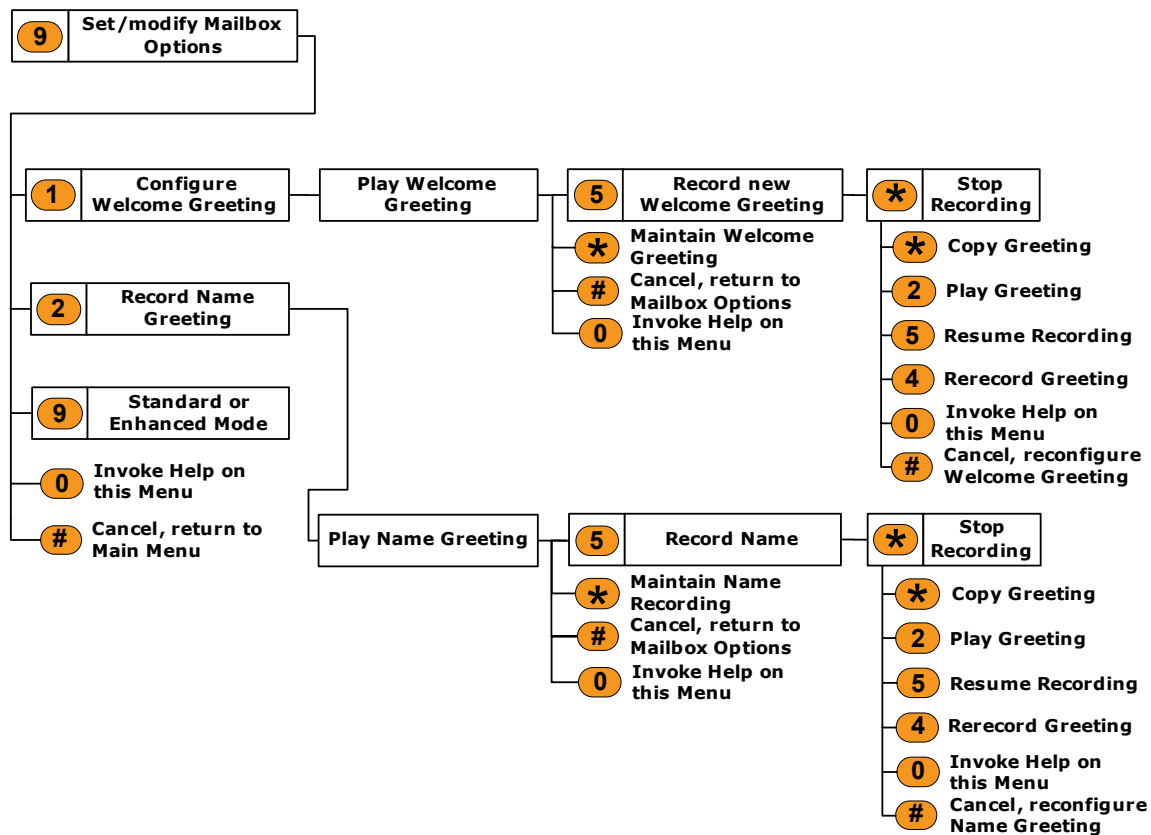 9 Set/modify Mailbox
Options
1 Configure
Welcome Greeting
Play Welcome
Greeting
5 Record new
Welcome Greeting
* Stop
Recording
* Maintain Welcome
Greeting
# Cancel, return to
Mailbox Options
0 Invoke Help on
this Menu
* Copy Greeting
2 Play Greeting
5 Resume Recording
4 Rerecord Greeting
0 Invoke Help on
this Menu
# Cancel, reconfigure
Welcome Greeting
2 Record Name
Greeting
9 Standard or
Enhanced Mode
0 Invoke Help on
this Menu
# Cancel, return to
Main Menu
Play Name Greeting
5 Record Name
* Stop
Recording
* Maintain Name
Recording
# Cancel, return to
Mailbox Options
0 Invoke Help on
this Menu
* Copy Greeting
2 Play Greeting
5 Resume Recording
4 Rerecord Greeting
0 Invoke Help on
this Menu
# Cancel, reconfigure
Name Greeting